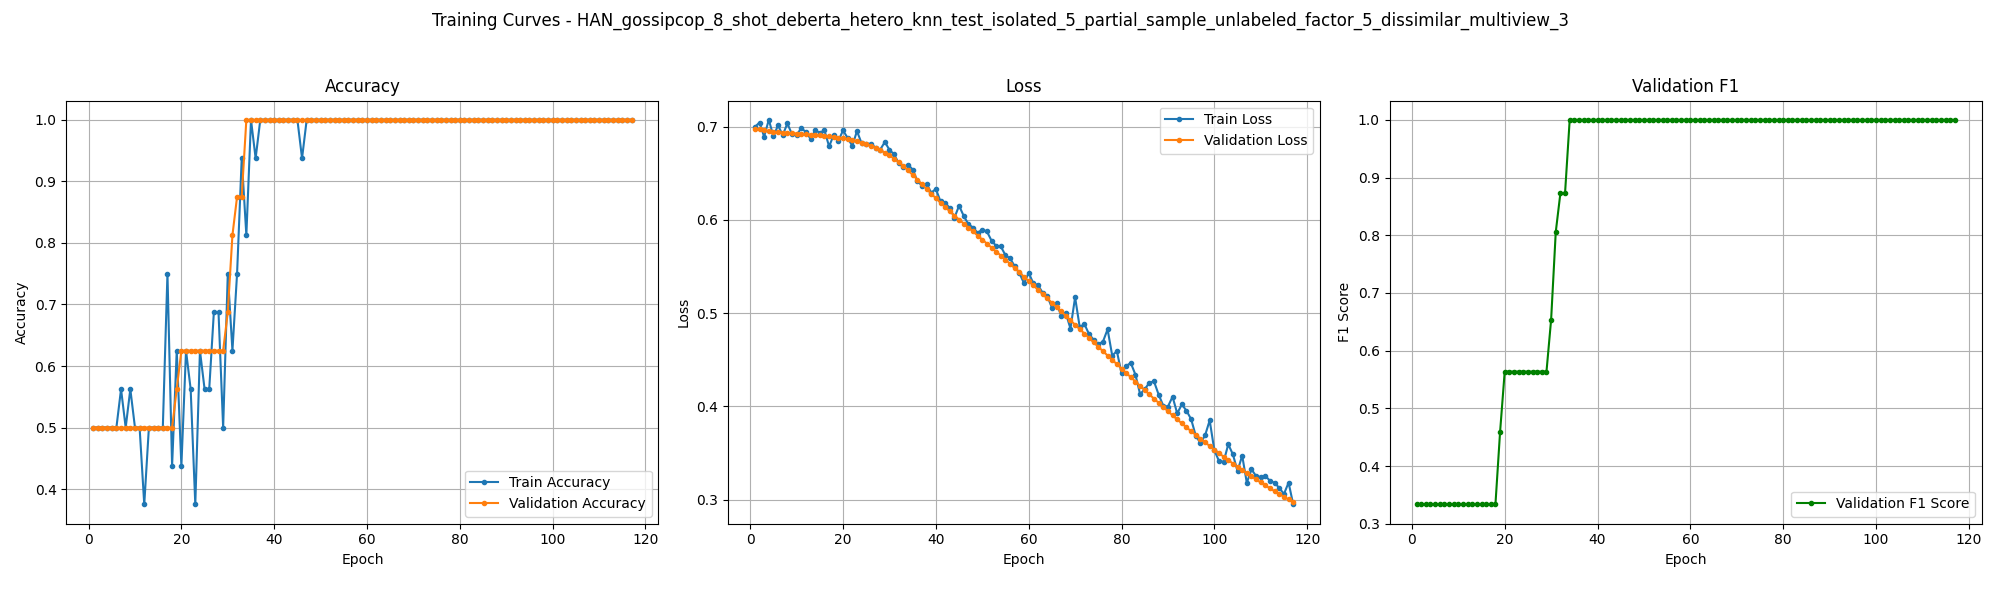 Training Curves - HAN_gossipcop_8_shot_deberta_hetero_knn_test_isolated_5_partial_sample_unlabeled_factor_5_dissimilar_multiview_3
Accuracy
Accuracy
1.0
0.9
0.8
0.7
0.6
0.5
0.4
Train Accuracy
Validation Accuracy
0 20 40 60 80 100 120
Epoch
Loss
Loss
0.7
0.6
0.5
0.4
0.3
Train Loss
Validation Loss
0 20 40 60 80 100 120
Epoch
Validation F1
F1 Score
1.0
0.9
0.8
0.7
0.6
0.5
0.4
0.3
Validation F1 Score
0 20 40 60 80 100 120
Epoch